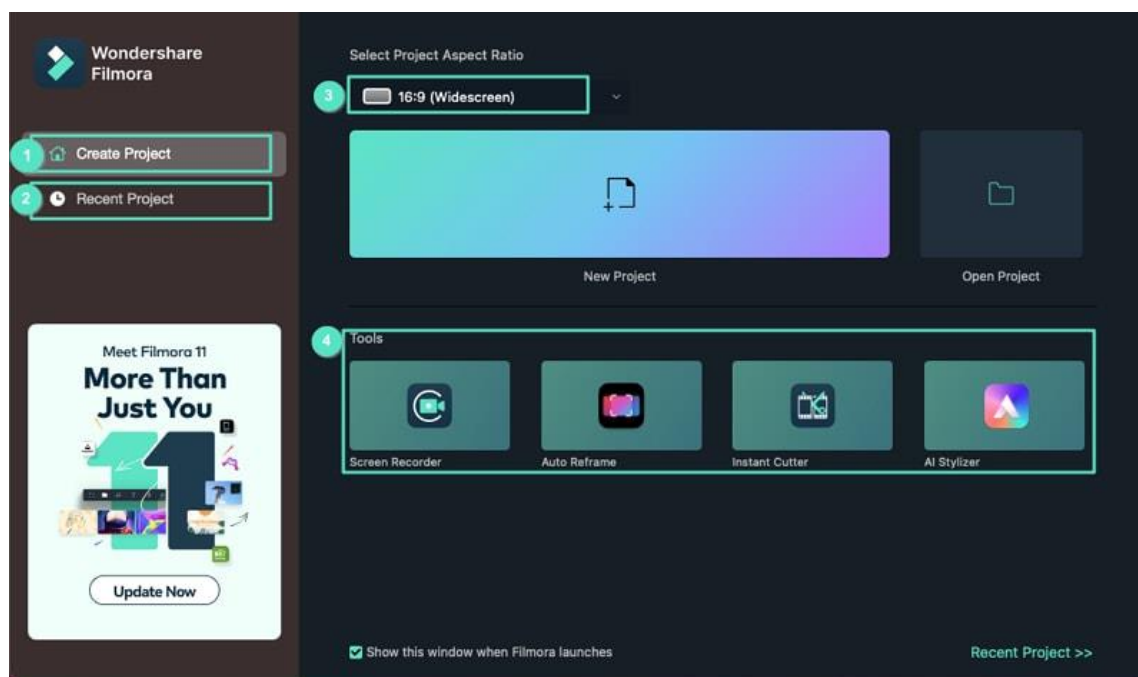 Wondershare
Filmora
1
Create Project
2
Recent Project
Meet Filmora 11
More Than
Just You
11
Update Now
Select Project Aspect Ratio
3
16:9 (Widescreen)
New Project
Open Project
4
Tools
Screen Recorder
Auto Reframe
Instant Cutter
AI Stylizer
Show this window when Filmora launches
Recent Project >>